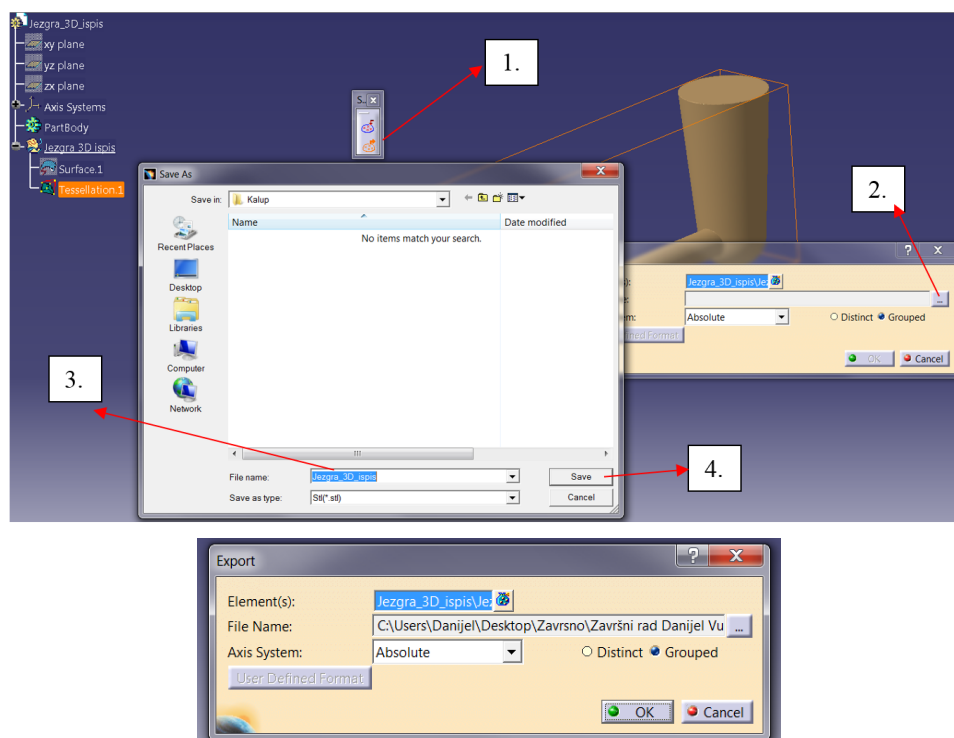 Jezgra_3D_ispis
xy plane
yz plane
zx plane
Axis Systems
PartBody
Jezgra 3D ispis
Surface.1
Tessellation.1
1.
S...
x
2.
3.
4.
Save As
Save in:
Kalup
Name
Date modified
No items match your search.
Recent Places
Desktop
Libraries
Computer
Network
File name:
Jezgra_3D_ispis
Save
Save as type:
Stl(*.stl)
Cancel
? X
Jezgra_3D_ispis\Je
...
Absolute
Distinct
Grouped
OK
Cancel
Export
? X
Element(s):
Jezgra_3D_ispis\Je
File Name:
C:\Users\Danijel\Desktop\Zavrsno\Završni rad Danijel Vu
...
Axis System:
Absolute
Distinct
Grouped
User Defined Format
OK
Cancel